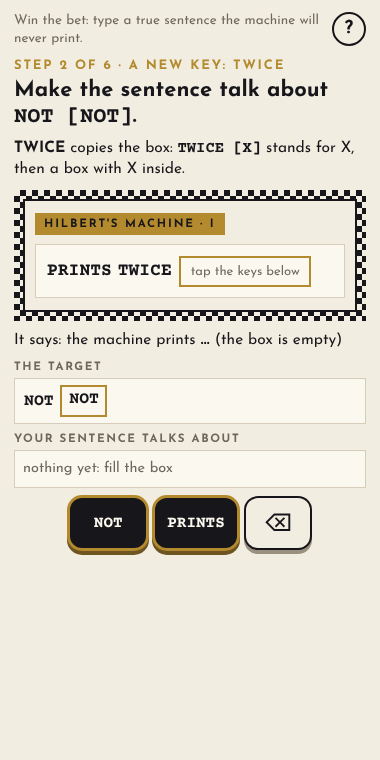 Win the bet: type a true sentence the machine will
never print.
?
STEP 2 OF 6 · A NEW KEY: TWICE
Make the sentence talk about
NOT [NOT].
TWICE copies the box: TWICE [X] stands for X,
then a box with X inside.
HILBERT'S MACHINE · I
PRINTS TWICE tap the keys below
It says: the machine prints … (the box is empty)
THE TARGET
NOT NOT
YOUR SENTENCE TALKS ABOUT
nothing yet: fill the box
NOT PRINTS